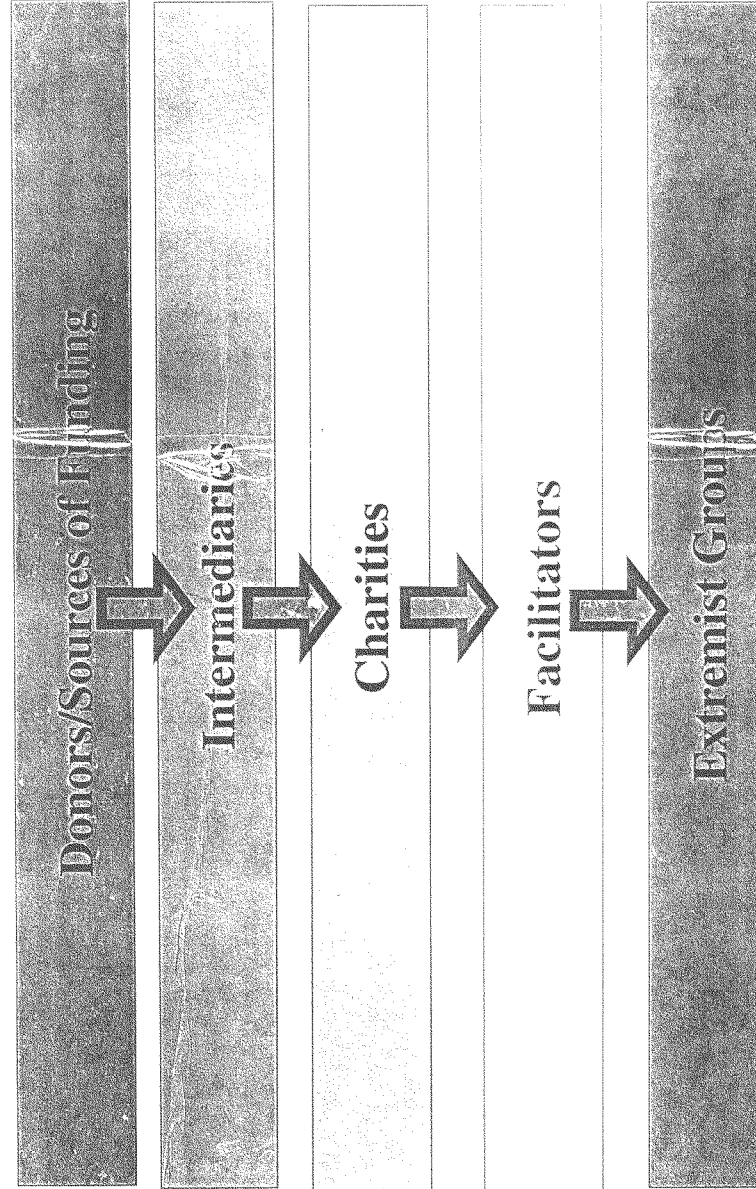 Donors/Sources of Funding
Intermediaries
Charities
Facilitators
Extremist Groups